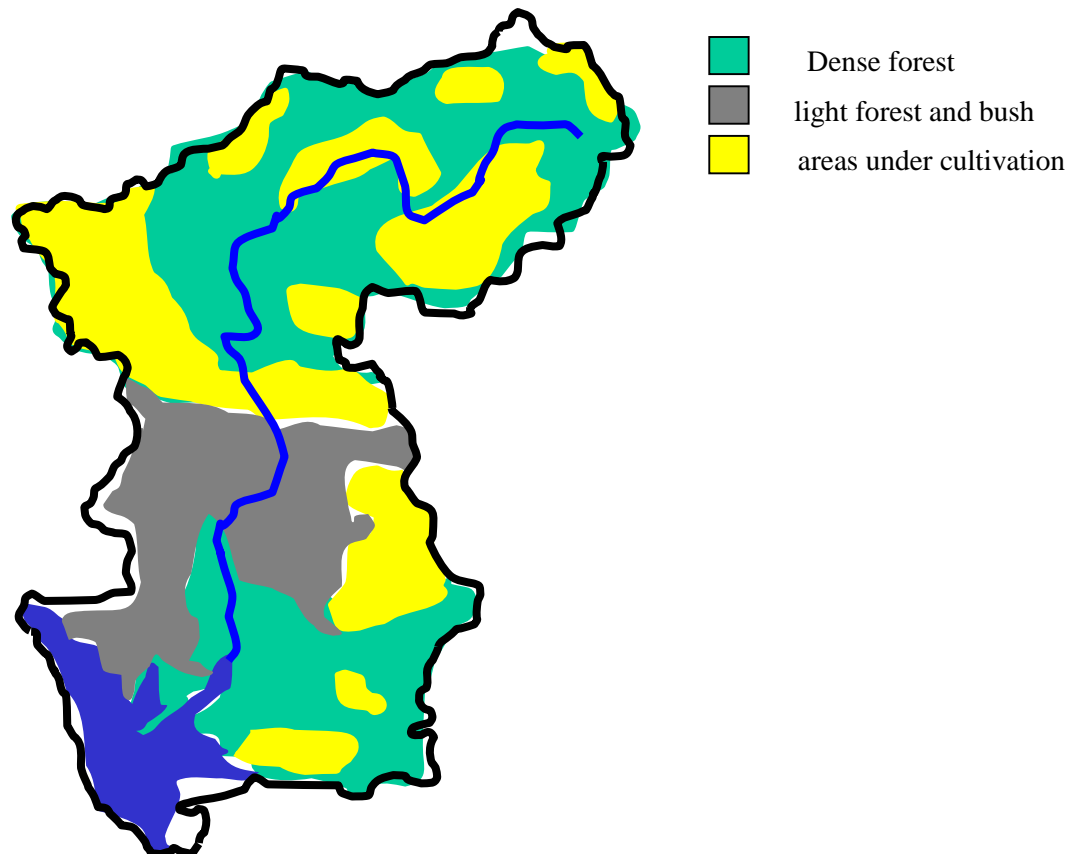 Dense forest
light forest and bush
areas under cultivation